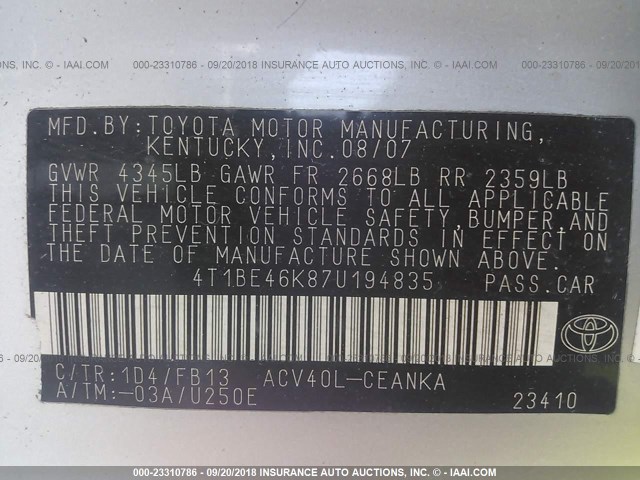 000-23310786 - 09/20/2018 - INSURANCE AUTO AUCTIONS, INC. - © IAAI.COM
MFD.BY:TOYOTA MOTOR MANUFACTURING,
KENTUCKY,INC.08/07
GVWR 4345LB GAWR FR 2668LB RR 2359LB
THIS VEHICLE CONFORMS TO ALL APPLICABLE
FEDERAL MOTOR VEHICLE SAFETY,BUMPER,AND
THEFT PREVENTION STANDARDS IN EFFECT ON
THE DATE OF MANUFACTURE SHOWN ABOVE.
4T1BE46K87U194835 PASS.CAR
C/TR:1D4/FB13 ACV40L-CEANKA
A/TM:-03A/U250E 23410
000-23310786 - 09/20/2018 INSURANCE AUTO AUCTIONS, INC. - © IAAI.COM